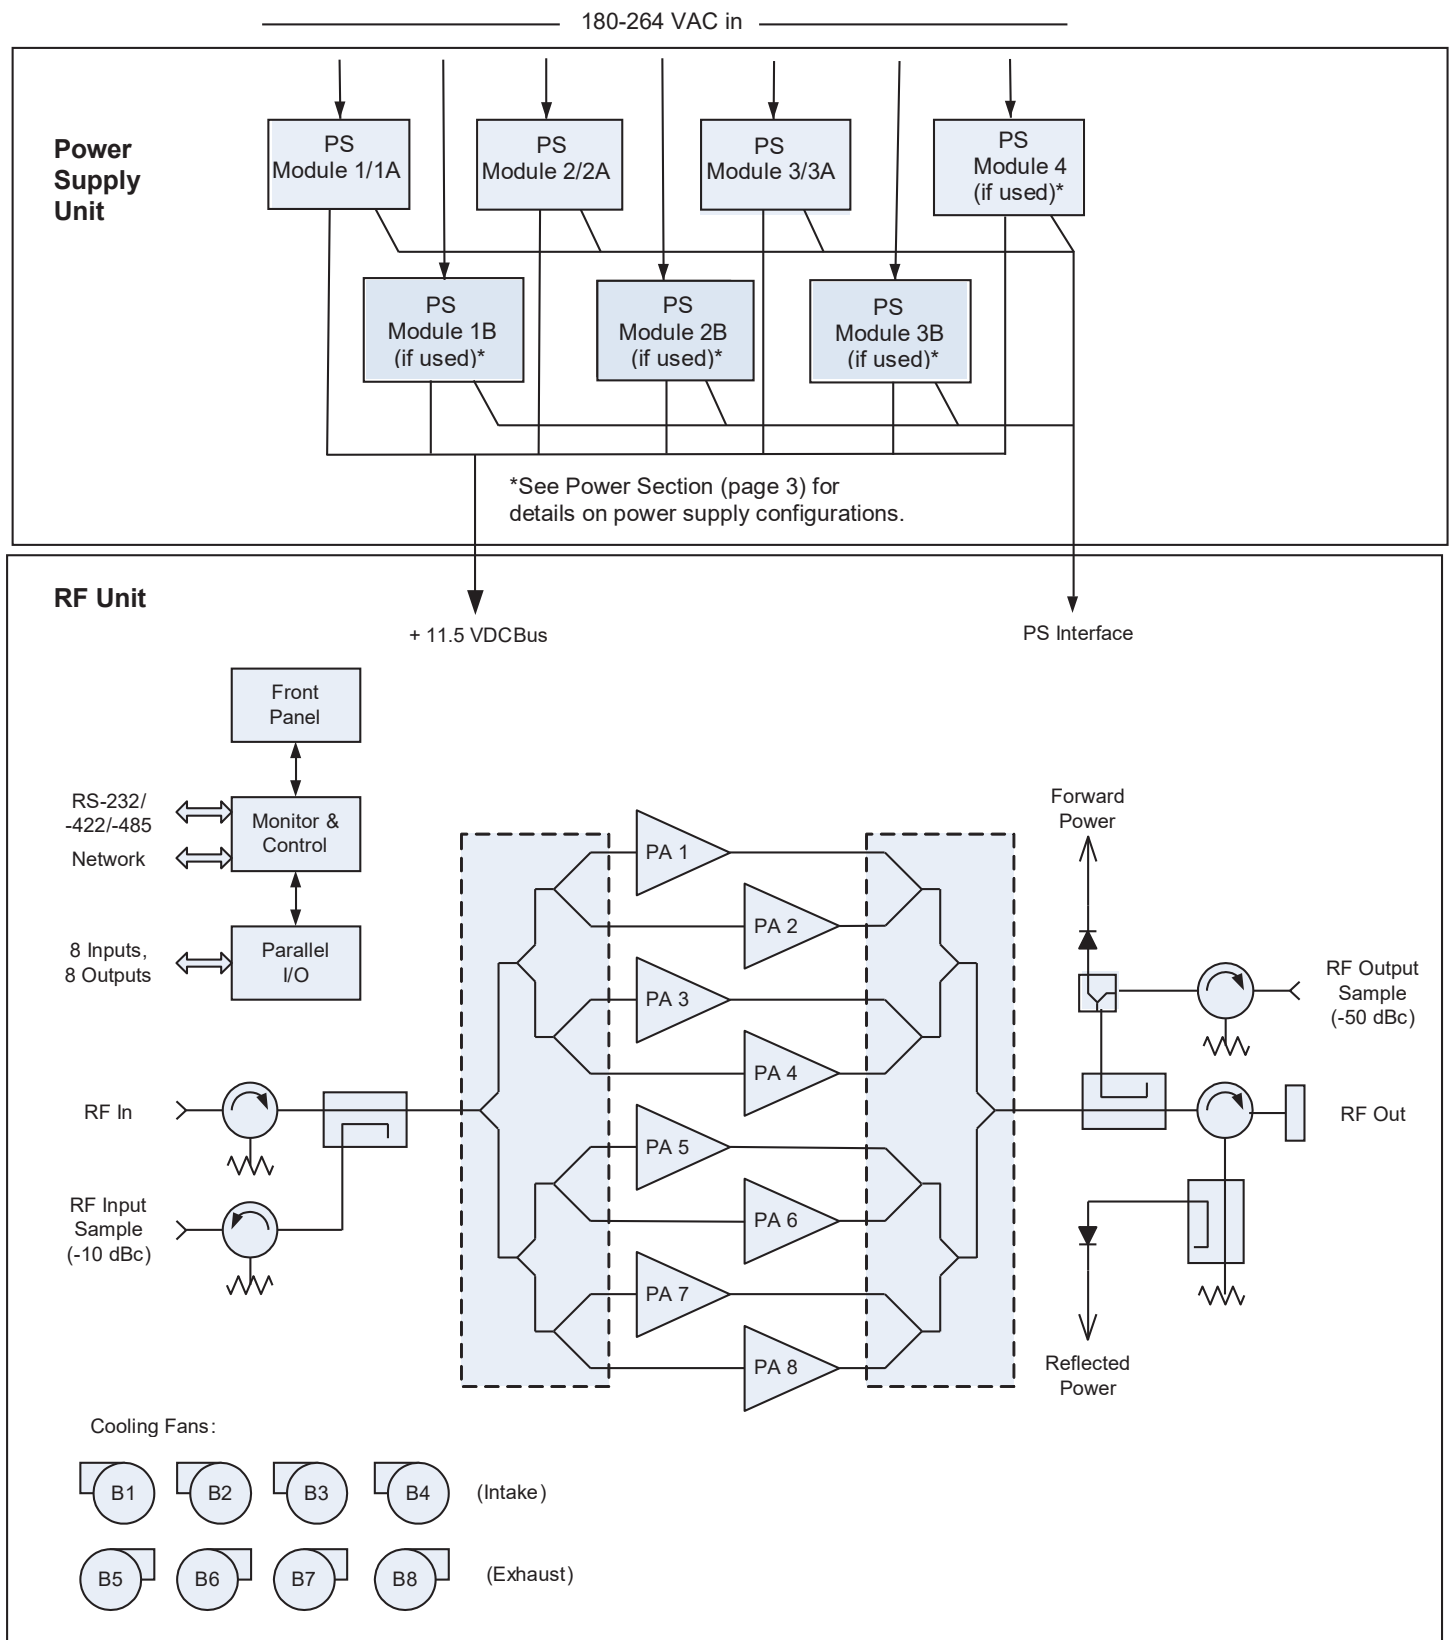 180-264 VAC in
Power
Supply
Unit
PS
Module 1/1A
PS
Module 2/2A
PS
Module 3/3A
PS
Module 4
(if used)*
PS
Module 1B
(if used)*
PS
Module 2B
(if used)*
PS
Module 3B
(if used)*
*See Power Section (page 3) for
details on power supply configurations.
RF Unit
+ 11.5 VDCBus
PS Interface
Front
Panel
RS-232/
-422/-485
Network
Monitor &
Control
8 Inputs,
8 Outputs
Parallel
I/O
RF In
RF Input
Sample
(-10 dBc)
PA 1
PA 2
PA 3
PA 4
PA 5
PA 6
PA 7
PA 8
Forward
Power
RF Output
Sample
(-50 dBc)
RF Out
Reflected
Power
Cooling Fans:
B1
B2
B3
B4
(Intake)
B5
B6
B7
B8
(Exhaust)